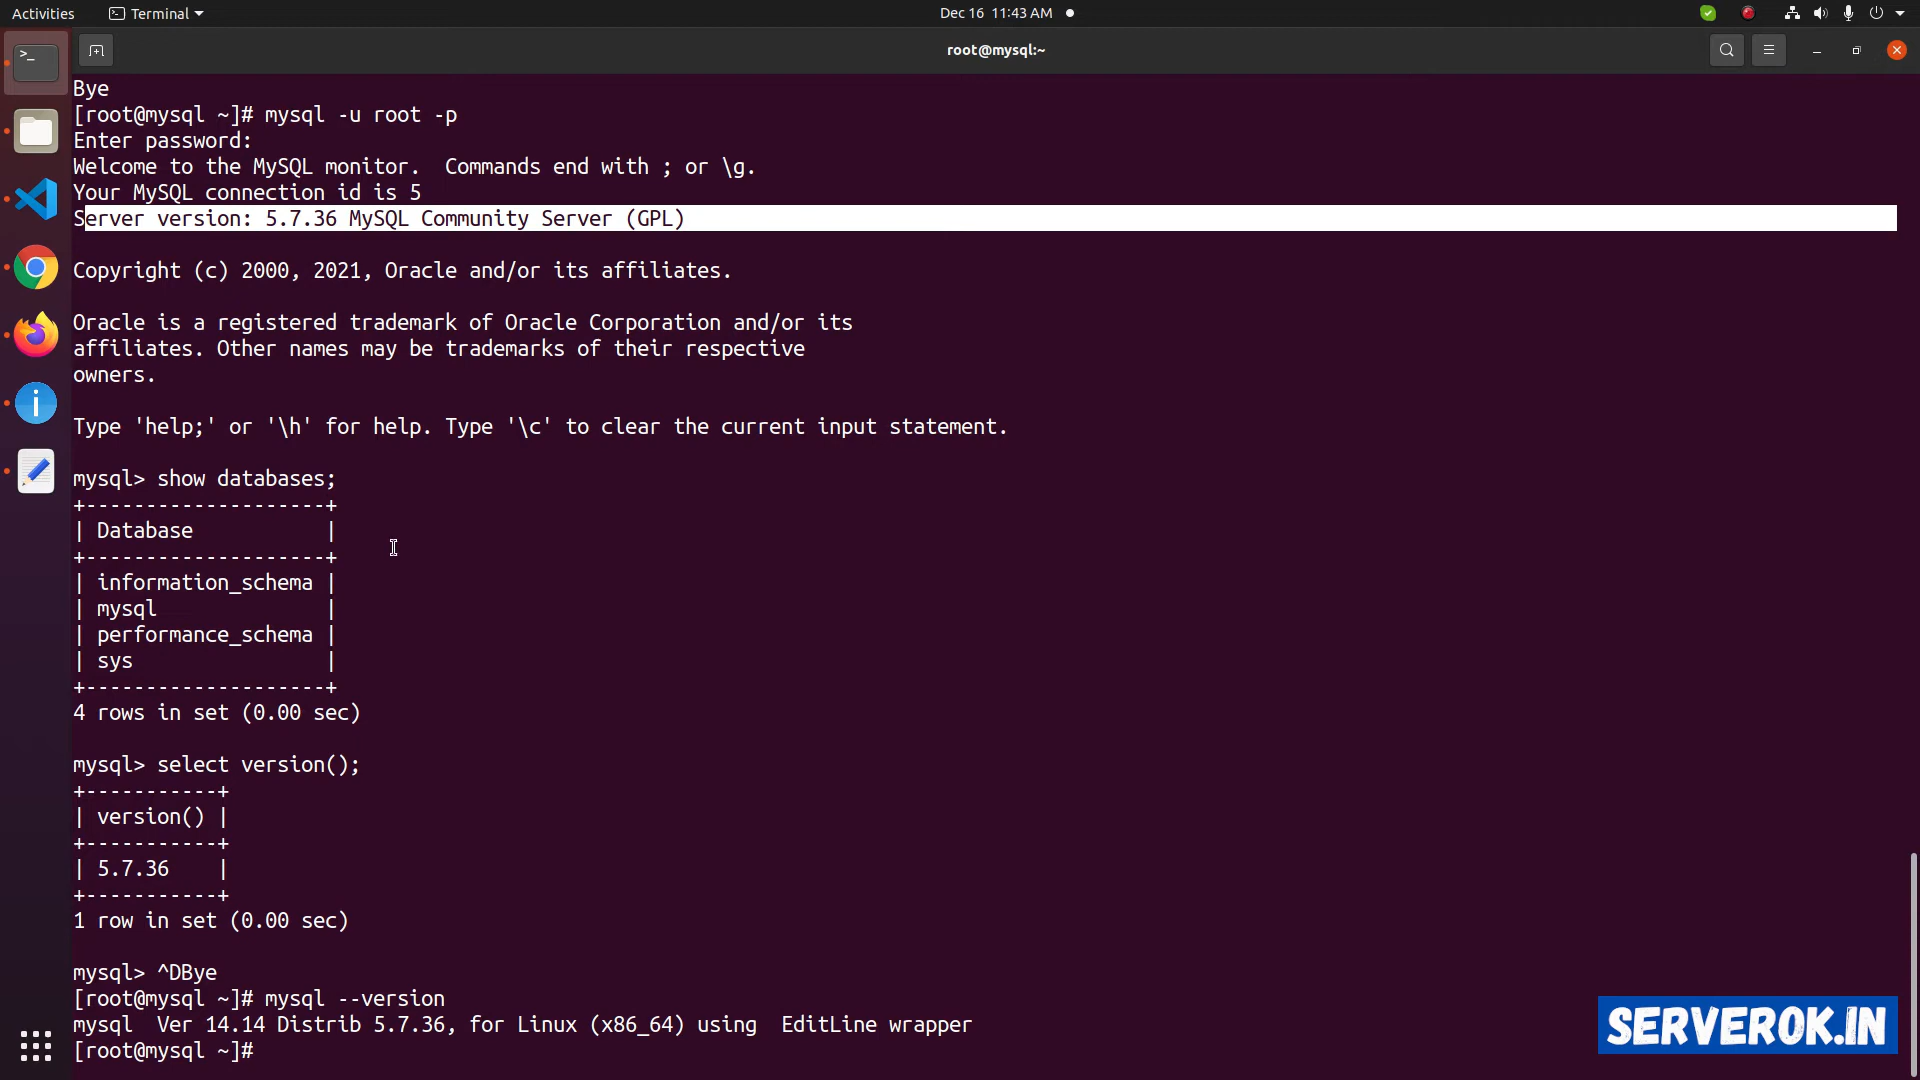 Activities
Terminal
Dec 16 11:43 AM
root@mysql:~
Bye
[root@mysql ~]# mysql -u root -p
Enter password:
Welcome to the MySQL monitor.  Commands end with ; or \g.
Your MySQL connection id is 5
Server version: 5.7.36 MySQL Community Server (GPL)
Copyright (c) 2000, 2021, Oracle and/or its affiliates.
Oracle is a registered trademark of Oracle Corporation and/or its
affiliates. Other names may be trademarks of their respective
owners.
Type 'help;' or '\h' for help. Type '\c' to clear the current input statement.
mysql> show databases;
+--------------------+
| Database           |
+--------------------+
| information_schema |
| mysql              |
| performance_schema |
| sys                |
+--------------------+
4 rows in set (0.00 sec)
mysql> select version();
+-----------+
| version() |
+-----------+
| 5.7.36    |
+-----------+
1 row in set (0.00 sec)
mysql> ^DBye
[root@mysql ~]# mysql --version
mysql  Ver 14.14 Distrib 5.7.36, for Linux (x86_64) using  EditLine wrapper
[root@mysql ~]#
SERVEROK.IN